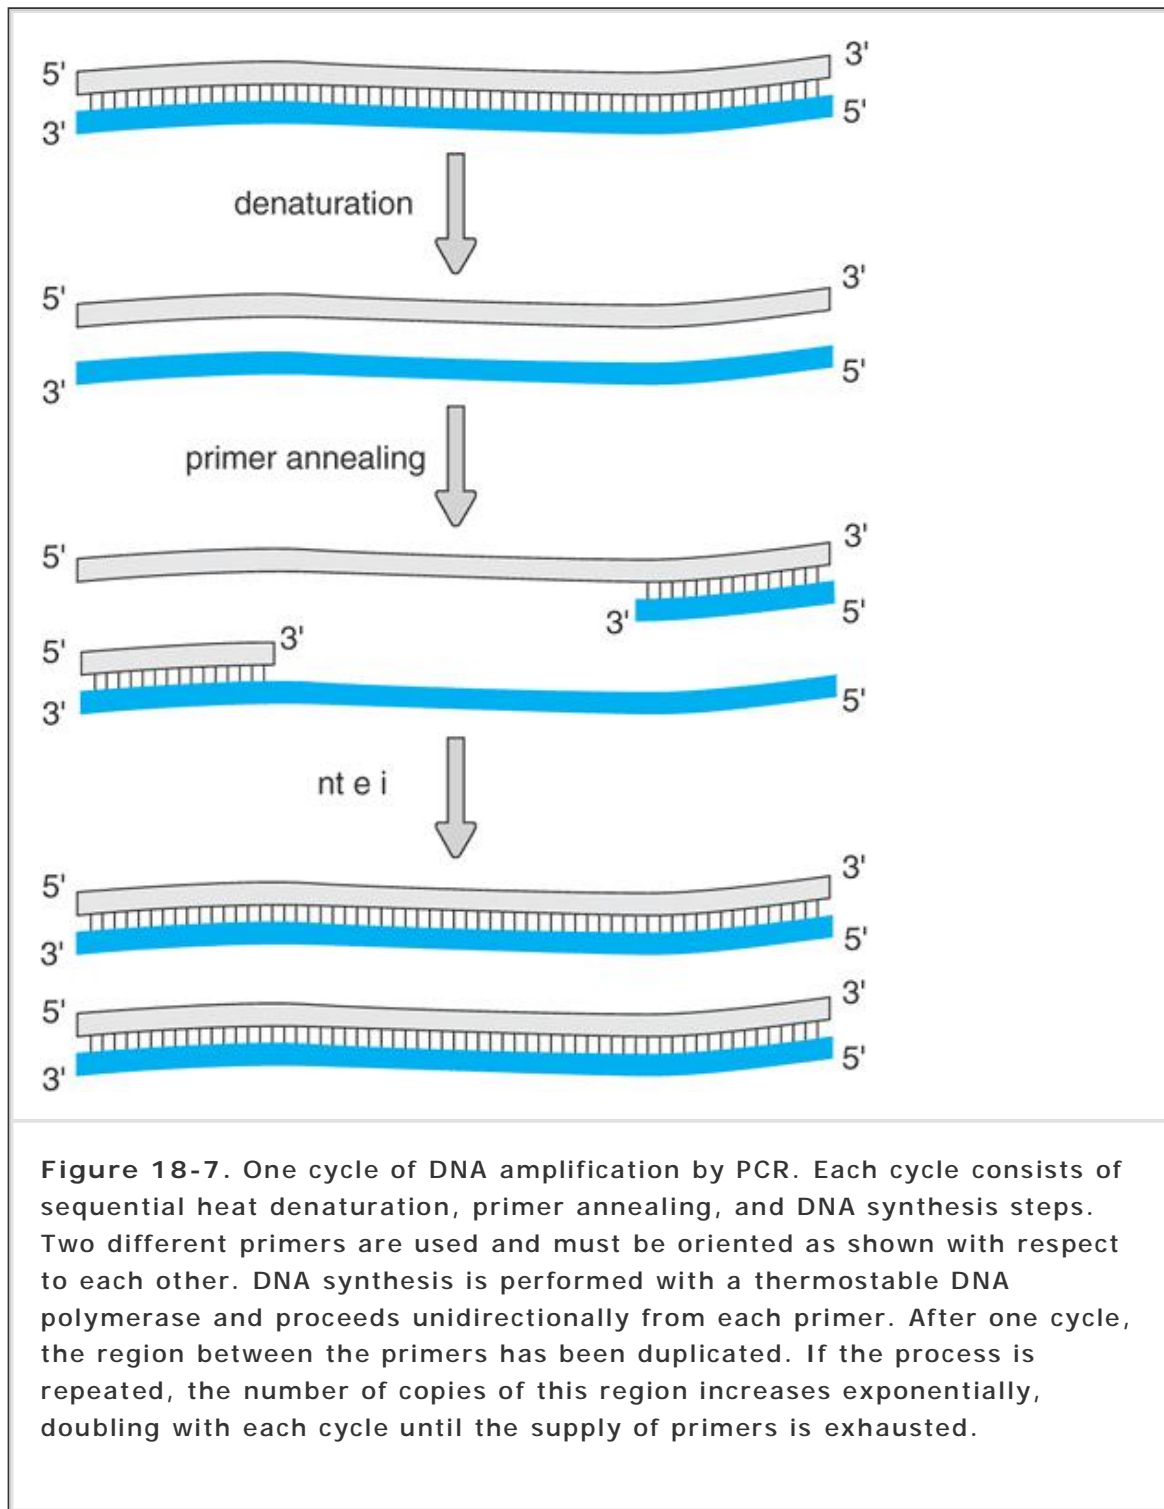 5' 3'
3' 5'
denaturation
5' 3'
3' 5'
primer annealing
5' 3'
3' 5'
5' 3'
3' 5'
nt e i
5' 3'
3' 5'
5' 3'
3' 5'
Figure 18-7. One cycle of DNA amplification by PCR. Each cycle consists of
sequential heat denaturation, primer annealing, and DNA synthesis steps.
Two different primers are used and must be oriented as shown with respect
to each other. DNA synthesis is performed with a thermostable DNA
polymerase and proceeds unidirectionally from each primer. After one cycle,
the region between the primers has been duplicated. If the process is
repeated, the number of copies of this region increases exponentially,
doubling with each cycle until the supply of primers is exhausted.